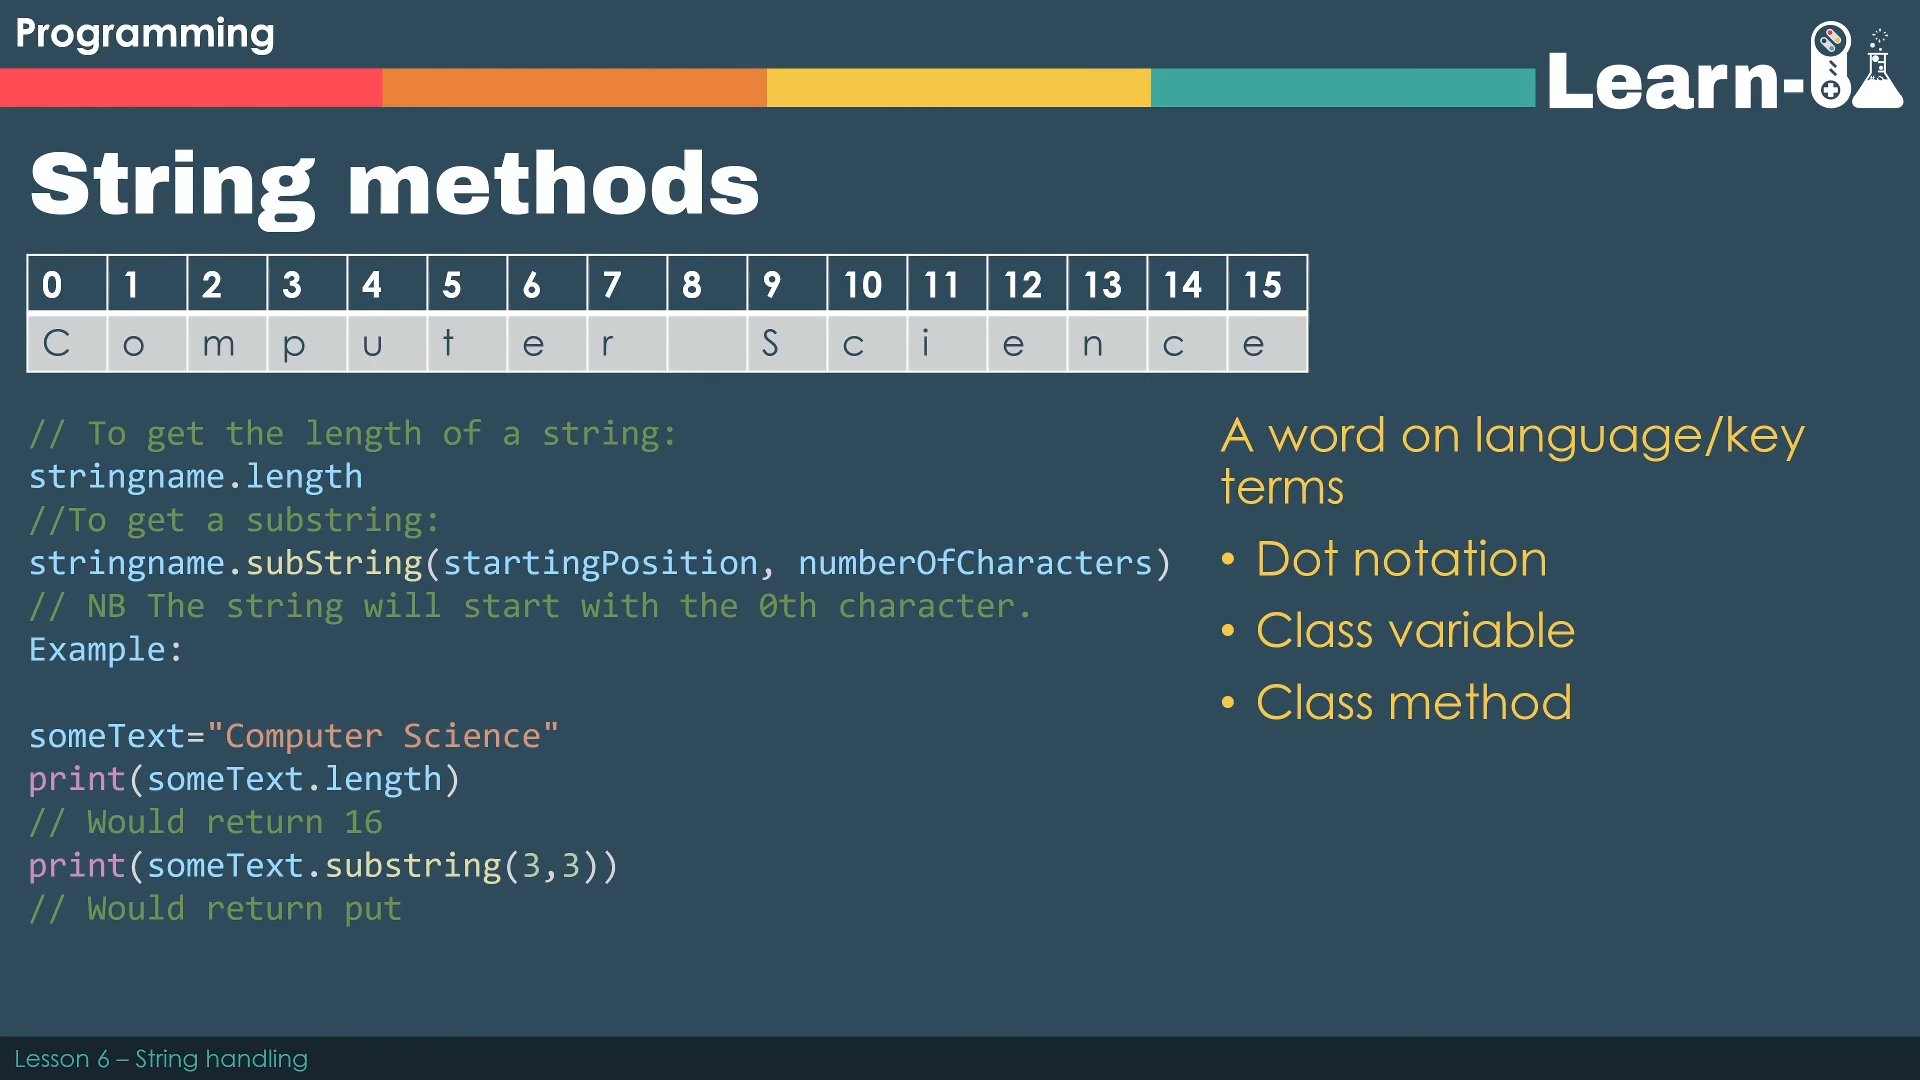 Programming
Learn-
String methods
0 1 2 3 4 5 6 7 8 9 10 11 12 13 14 15
C o m p u t e r S c i e n c e
// To get the length of a string:
stringname.length
//To get a substring:
stringname.subString(startingPosition, numberOfCharacters)
// NB The string will start with the 0th character.
Example:
someText="Computer Science"
print(someText.length)
// Would return 16
print(someText.substring(3,3))
// Would return put
A word on language/key
terms
• Dot notation
• Class variable
• Class method
Lesson 6 – String handling